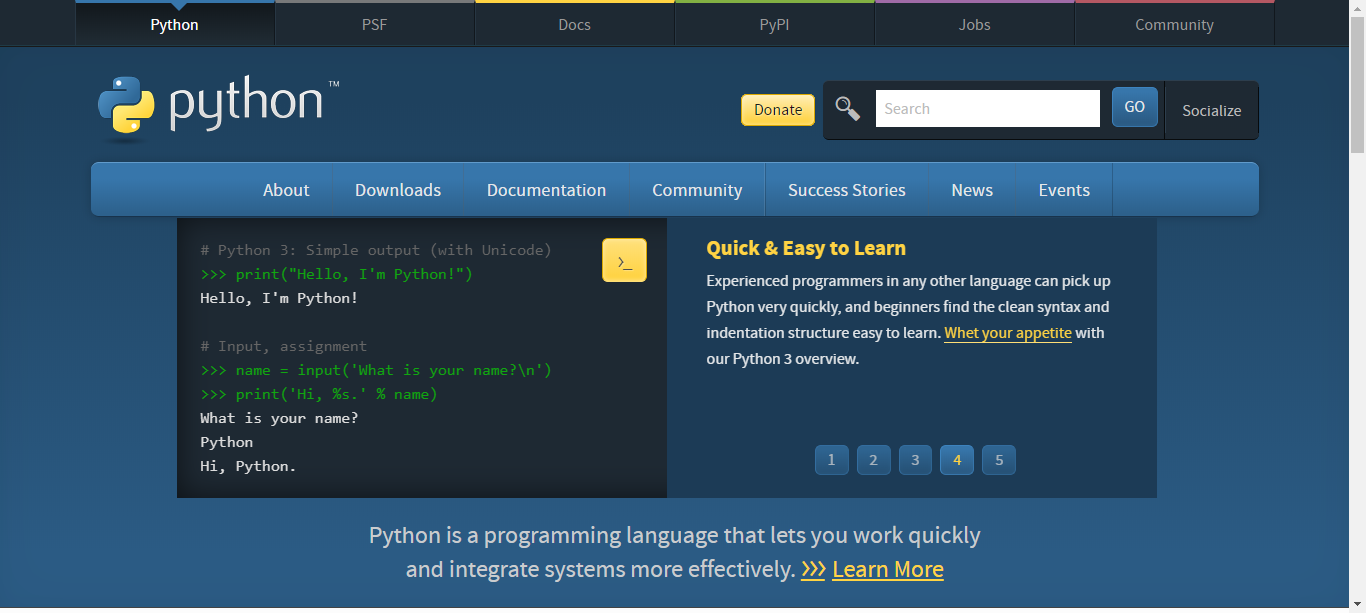 Python
PSF
Docs
PyPI
Jobs
Community
python™
Donate
Search
GO
Socialize
About
Downloads
Documentation
Community
Success Stories
News
Events
# Python 3: Simple output (with Unicode)
>>> print("Hello, I'm Python!")
Hello, I'm Python!
# Input, assignment
>>> name = input('What is your name?\n')
>>> print('Hi, %s.' % name)
What is your name?
Python
Hi, Python.
>_
Quick & Easy to Learn
Experienced programmers in any other language can pick up
Python very quickly, and beginners find the clean syntax and
indentation structure easy to learn. Whet your appetite with
our Python 3 overview.
1
2
3
4
5
Python is a programming language that lets you work quickly
and integrate systems more effectively. >>> Learn More